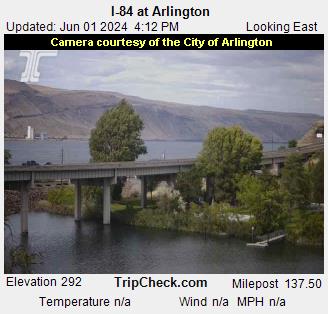 I-84 at Arlington
Updated: Jun 01 2024 4:12 PM Looking East
Camera courtesy of the City of Arlington
Elevation 292 TripCheck.com Milepost 137.50
Temperature n/a Wind n/a MPH n/a